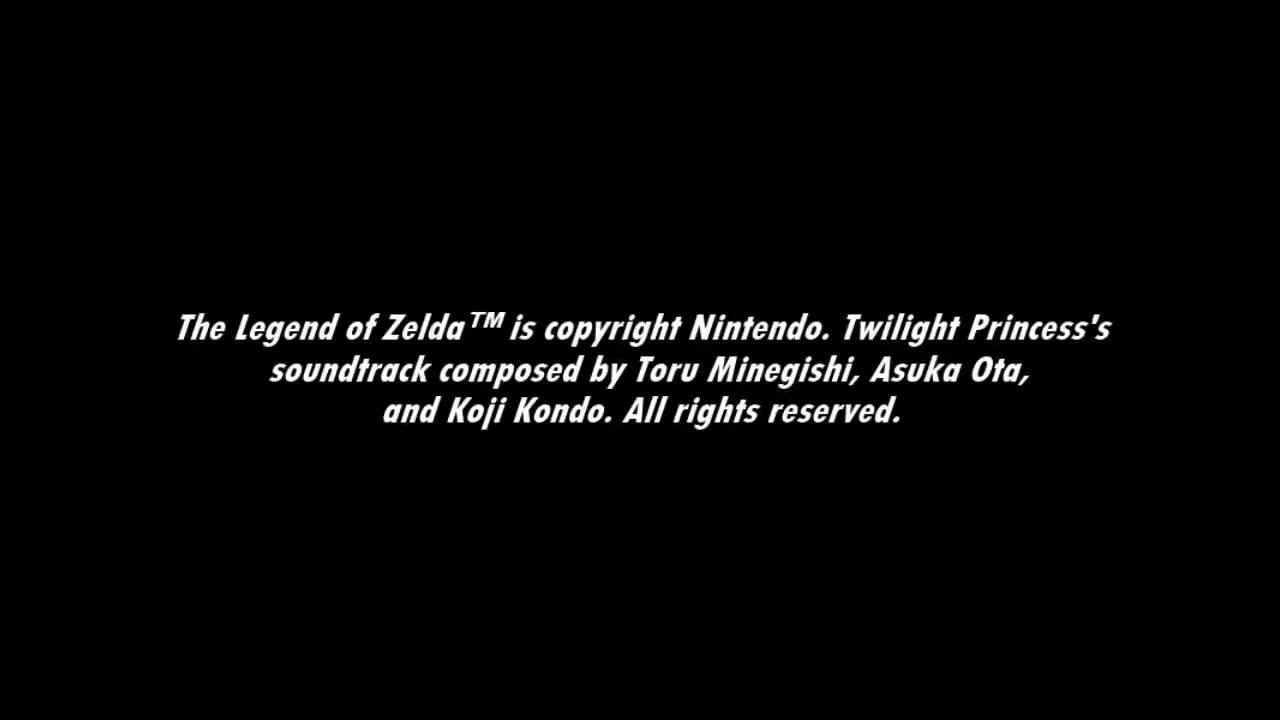 The Legend of Zelda™ is copyright Nintendo. Twilight Princess's
soundtrack composed by Toru Minegishi, Asuka Ota,
and Koji Kondo. All rights reserved.